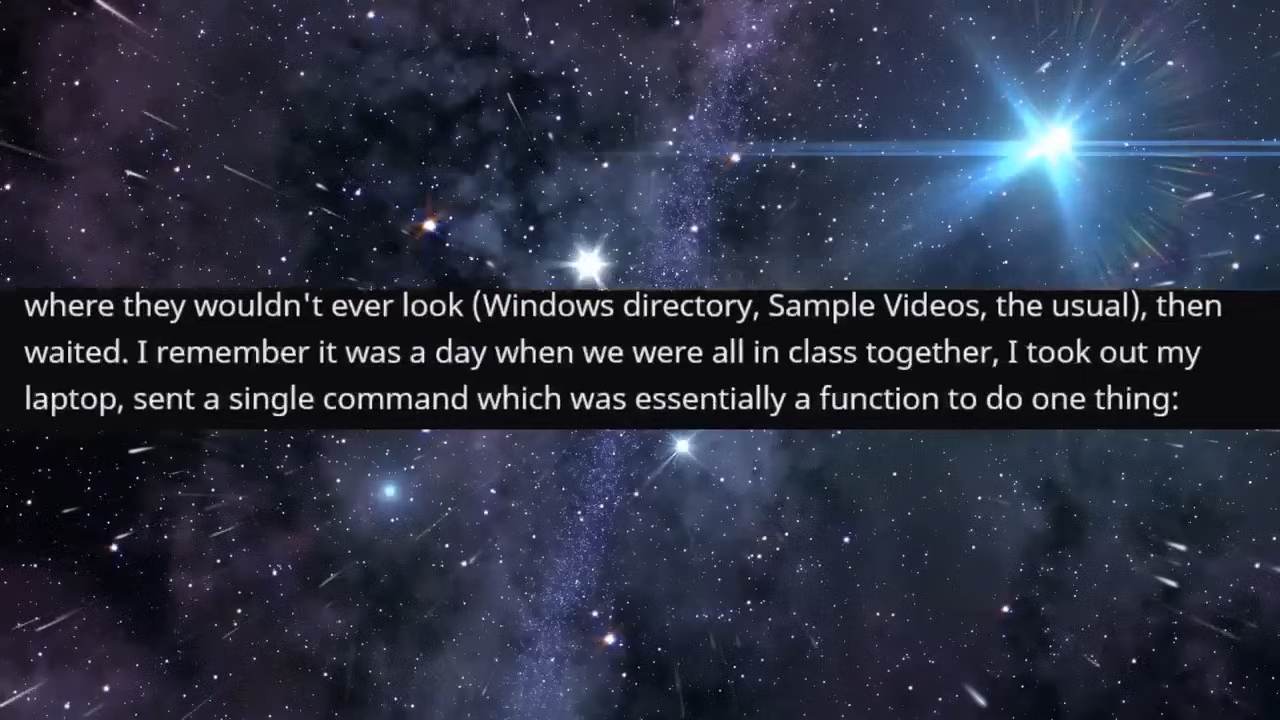 where they wouldn't ever look (Windows directory, Sample Videos, the usual), then
waited. I remember it was a day when we were all in class together, I took out my
laptop, sent a single command which was essentially a function to do one thing: